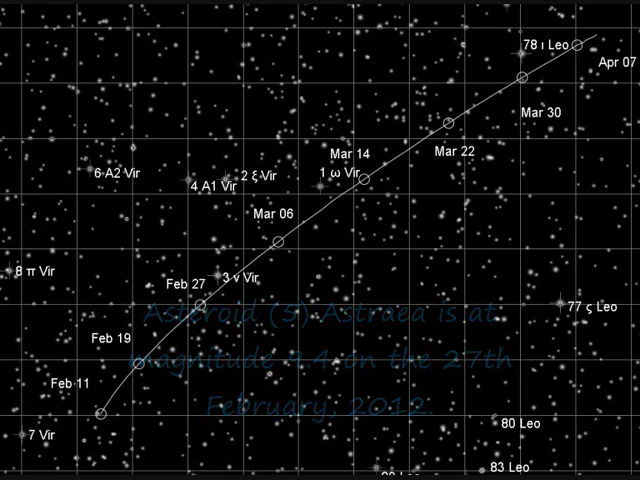 78 ι Leo
Apr 07
Mar 30
Mar 22
Mar 14
1 ω Vir
6 A2 Vir
4 A1 Vir
2 ξ Vir
Mar 06
8 π Vir
3 ν Vir
Feb 27
77 ς Leo
Asteroid (5) Astraea is at
magnitude 9.4 on the 27th
February, 2012.
Feb 19
Feb 11
80 Leo
7 Vir
83 Leo